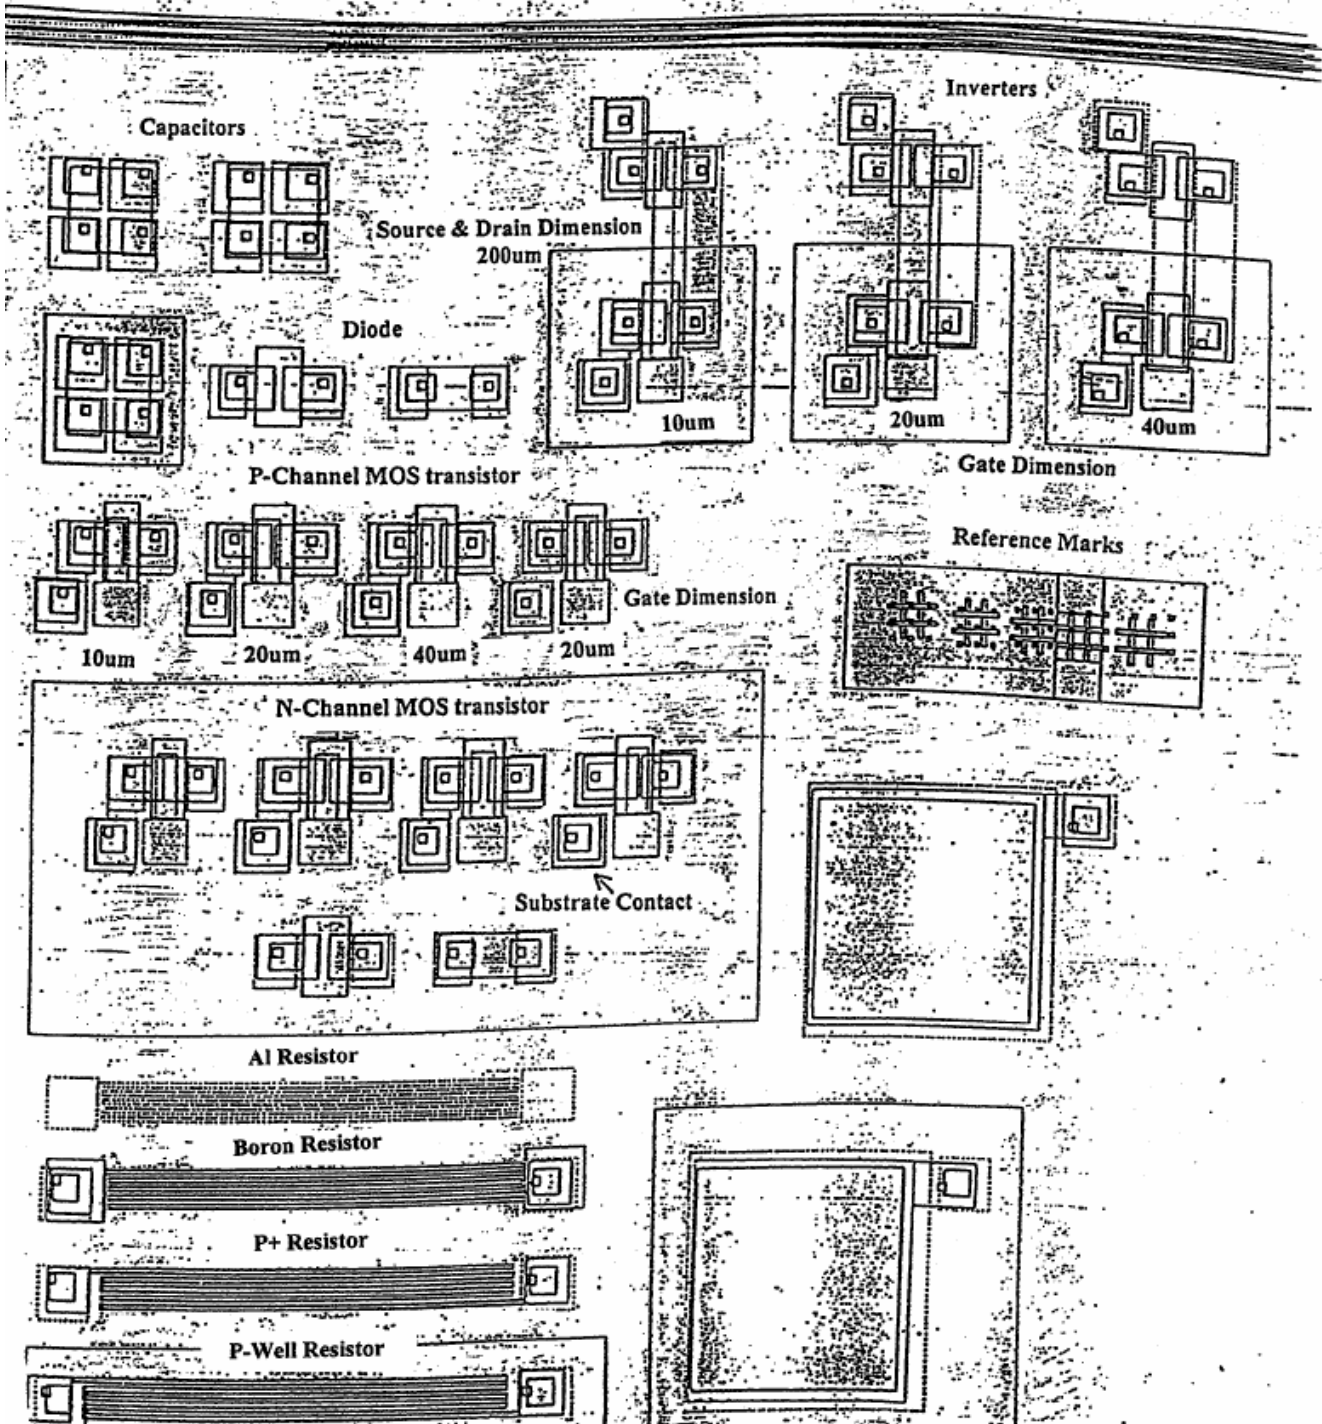 Inverters
Capacitors
Source & Drain Dimension
200um
Diode
10um
20um
40um
Gate Dimension
P-Channel MOS transistor
Reference Marks
Gate Dimension
10um
20um
40um
20um
N-Channel MOS transistor
Substrate Contact
Al Resistor
Boron Resistor
P+ Resistor
P-Well Resistor